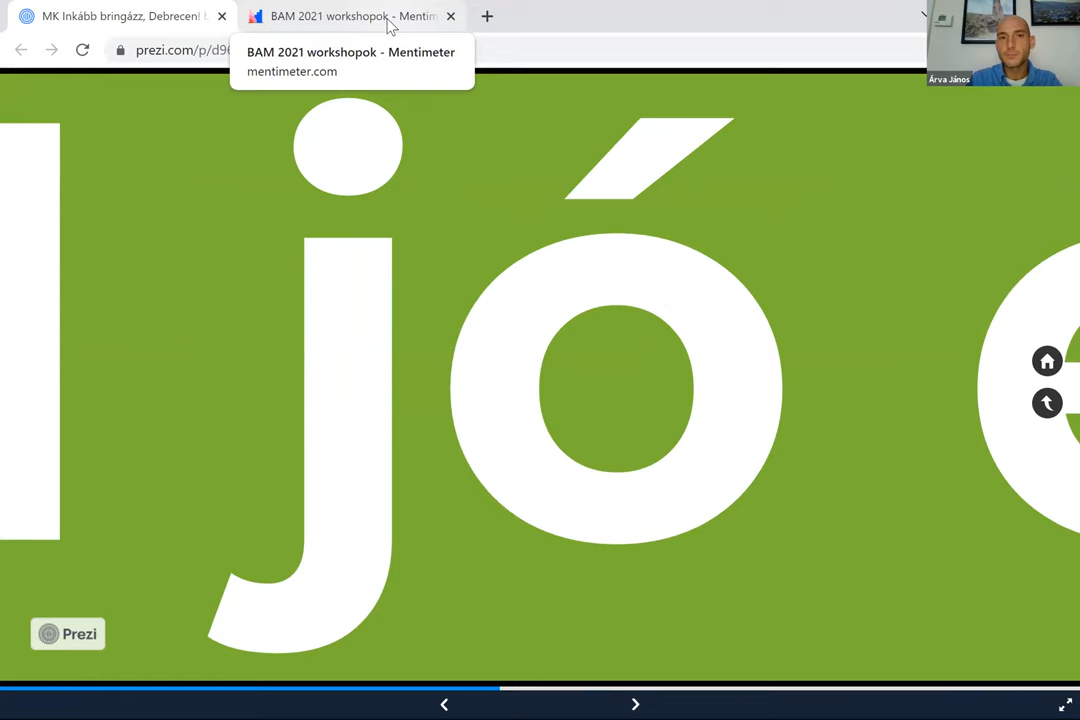 MK Inkább bringázz, Debrecen! b
BAM 2021 workshopok - Mentim
prezi.com/p/d96
BAM 2021 workshopok - Mentimeter
mentimeter.com
Árva János
l jó e
Prezi